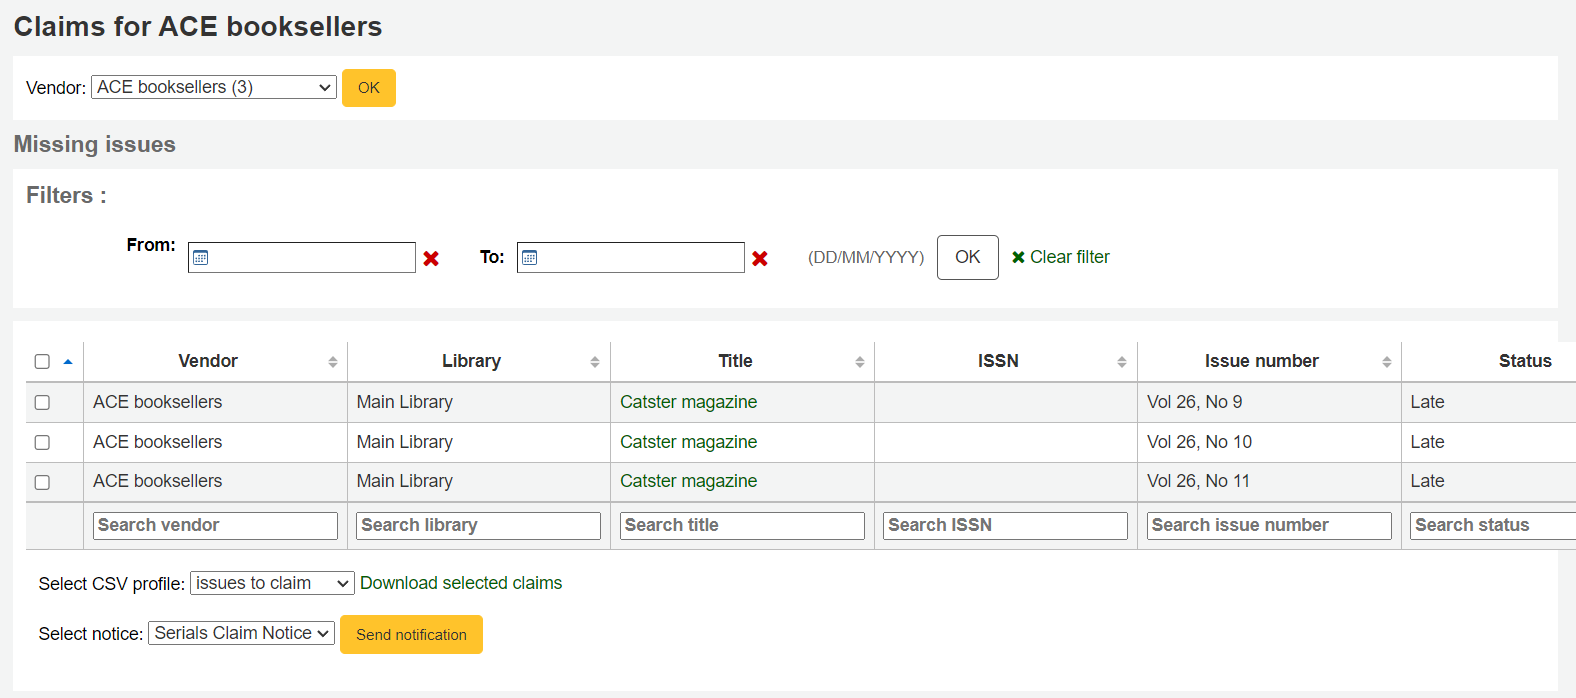 Claims for ACE booksellers
Vendor: ACE booksellers (3) OK
Missing issues
Filters :
From: To: (DD/MM/YYYY) OK Clear filter
Vendor Library Title ISSN Issue number Status
ACE booksellers Main Library Catster magazine Vol 26, No 9 Late
ACE booksellers Main Library Catster magazine Vol 26, No 10 Late
ACE booksellers Main Library Catster magazine Vol 26, No 11 Late
Search vendor Search library Search title Search ISSN Search issue number Search status
Select CSV profile: issues to claim Download selected claims
Select notice: Serials Claim Notice Send notification